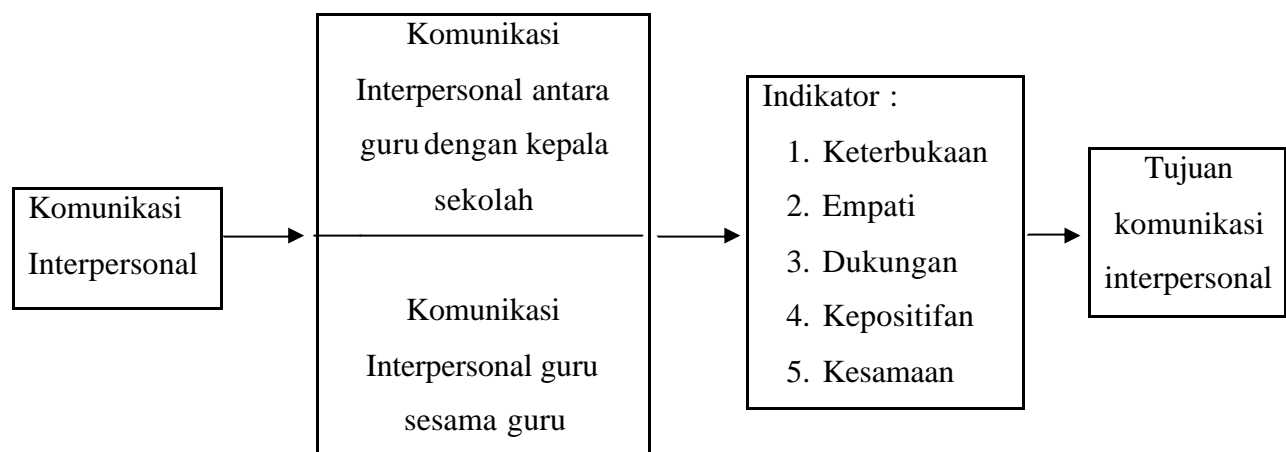 Komunikasi
Interpersonal
Komunikasi
Interpersonal antara
guru dengan kepala
sekolah
Komunikasi
Interpersonal guru
sesama guru
Indikator :
1. Keterbukaan
2. Empati
3. Dukungan
4. Kepositifan
5. Kesamaan
Tujuan
komunikasi
interpersonal